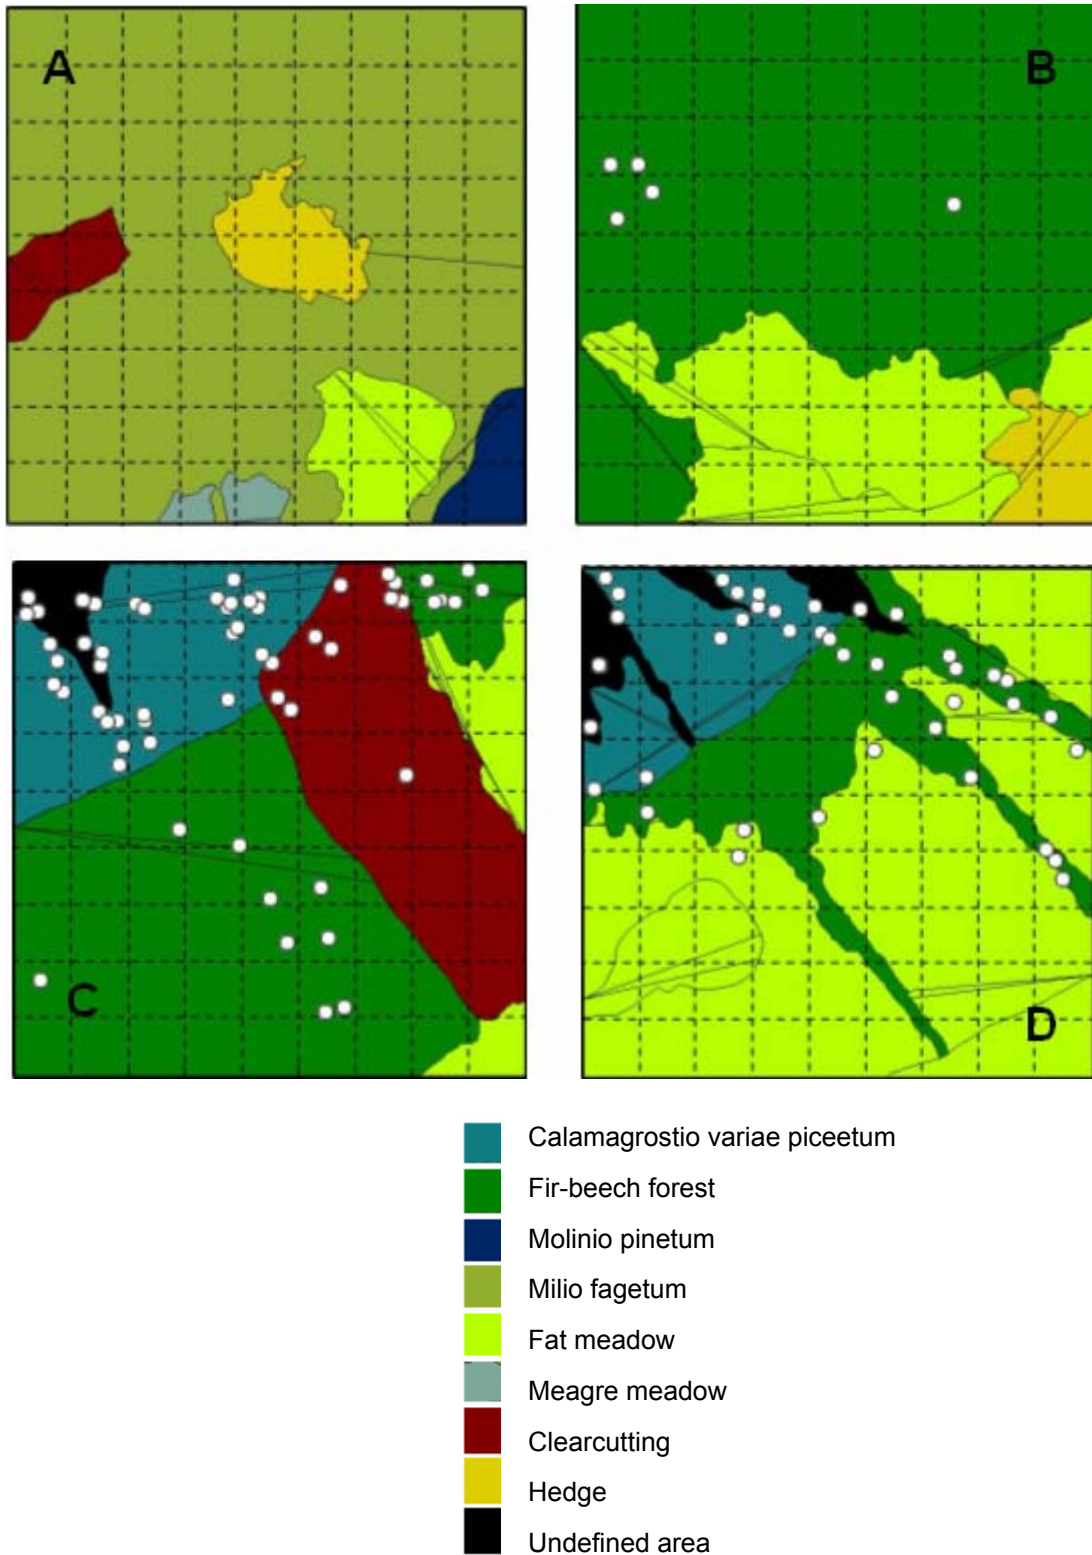 A
B
C
D
Calamagrostio variae piceetum
Fir-beech forest
Molinio pinetum
Milio fagetum
Fat meadow
Meagre meadow
Clearcutting
Hedge
Undefined area